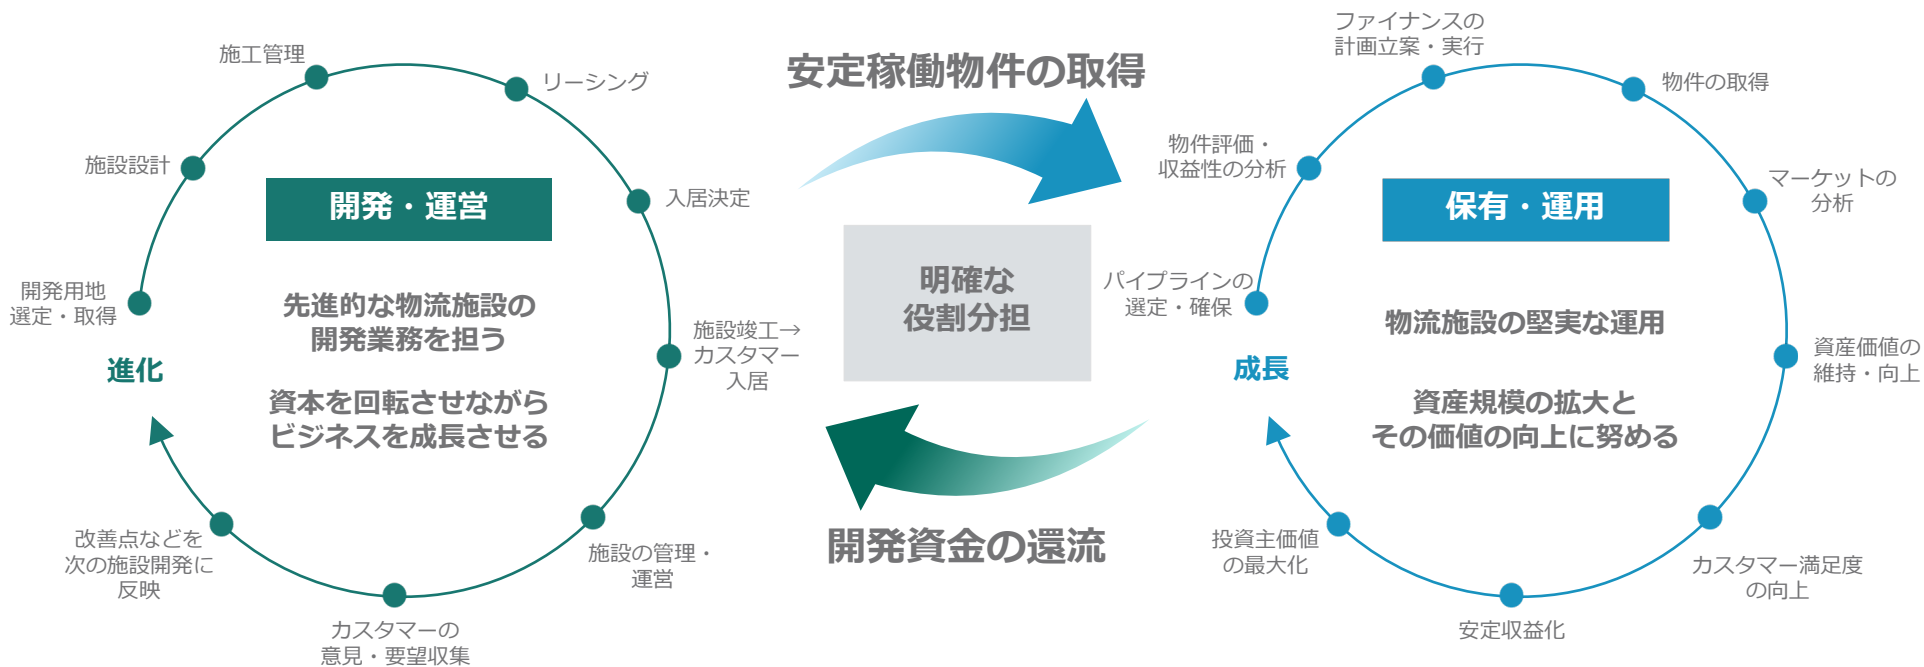 施工管理
リーシング
施設設計
入居決定
開発・運営
開発用地
選定・取得
先進的な物流施設の
開発業務を担う
施設竣工→
カスタマー
入居
進化
資本を回転させながら
ビジネスを成長させる
改善点などを
次の施設開発に
反映
施設の管理・
運営
カスタマーの
意見・要望収集
安定稼働物件の取得
明確な
役割分担
開発資金の還流
ファイナンスの
計画立案・実行
物件の取得
物件評価・
収益性の分析
マーケットの
分析
保有・運用
パイプラインの
選定・確保
物流施設の堅実な運用
資産価値の
維持・向上
成長
資産規模の拡大と
その価値の向上に努める
投資主価値
の最大化
カスタマー満足度
の向上
安定収益化